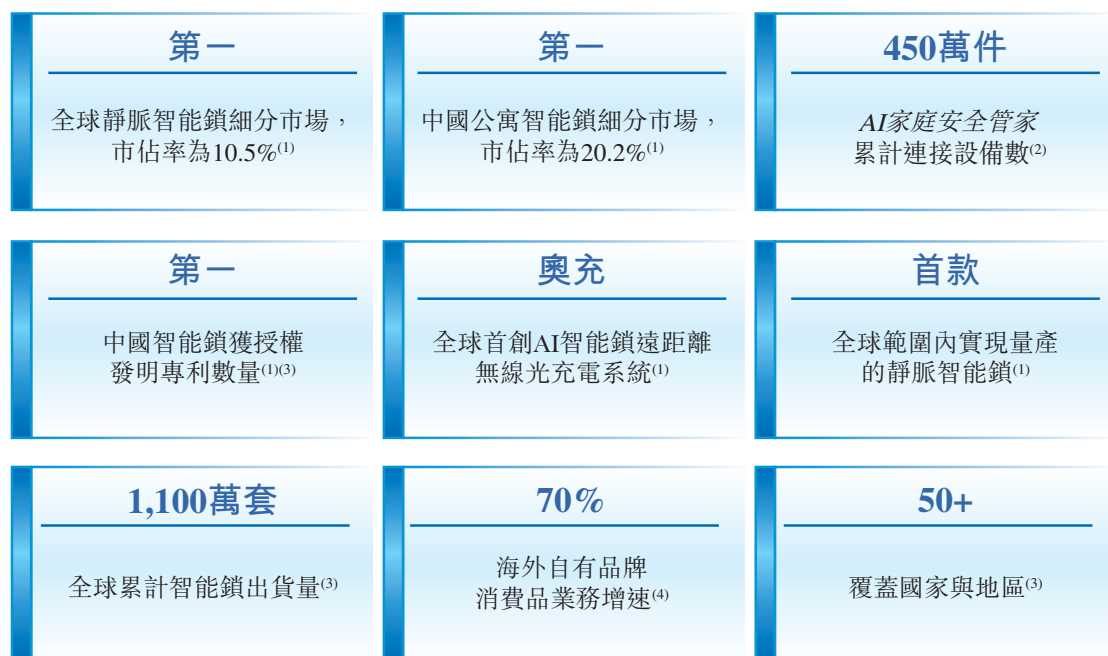 第一
全球靜脈智能鎖細分市場，
市佔率為10.5%(1)
第一
中國公寓智能鎖細分市場，
市佔率為20.2%(1)
450萬件
AI家庭安全管家
累計連接設備數(2)
第一
中國智能鎖獲授權
發明專利數量(1)(3)
奧充
全球首創AI智能鎖遠距離
無線光充電系統(1)
首款
全球範圍內實現量產
的靜脈智能鎖(1)
1,100萬套
全球累計智能鎖出貨量(3)
70%
海外自有品牌
消費品業務增速(4)
50+
覆蓋國家與地區(3)